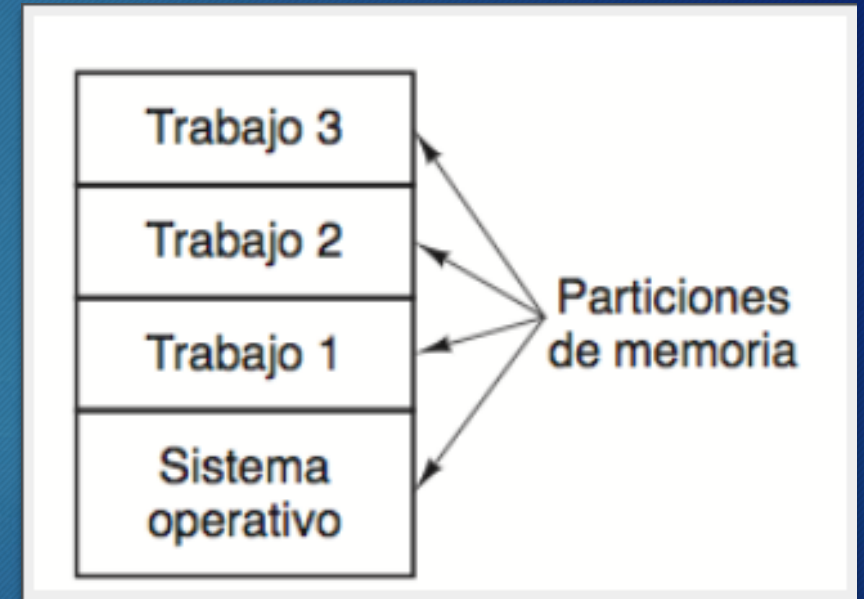 Trabajo 3
Trabajo 2
Trabajo 1
Sistema
operativo
Particiones
de memoria